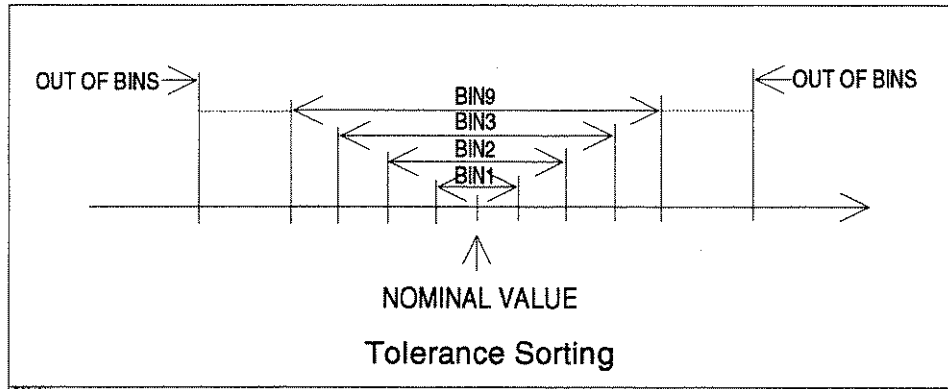 OUT OF BINS
OUT OF BINS
BIN9
BIN3
BIN2
BIN1
NOMINAL VALUE
Tolerance Sorting